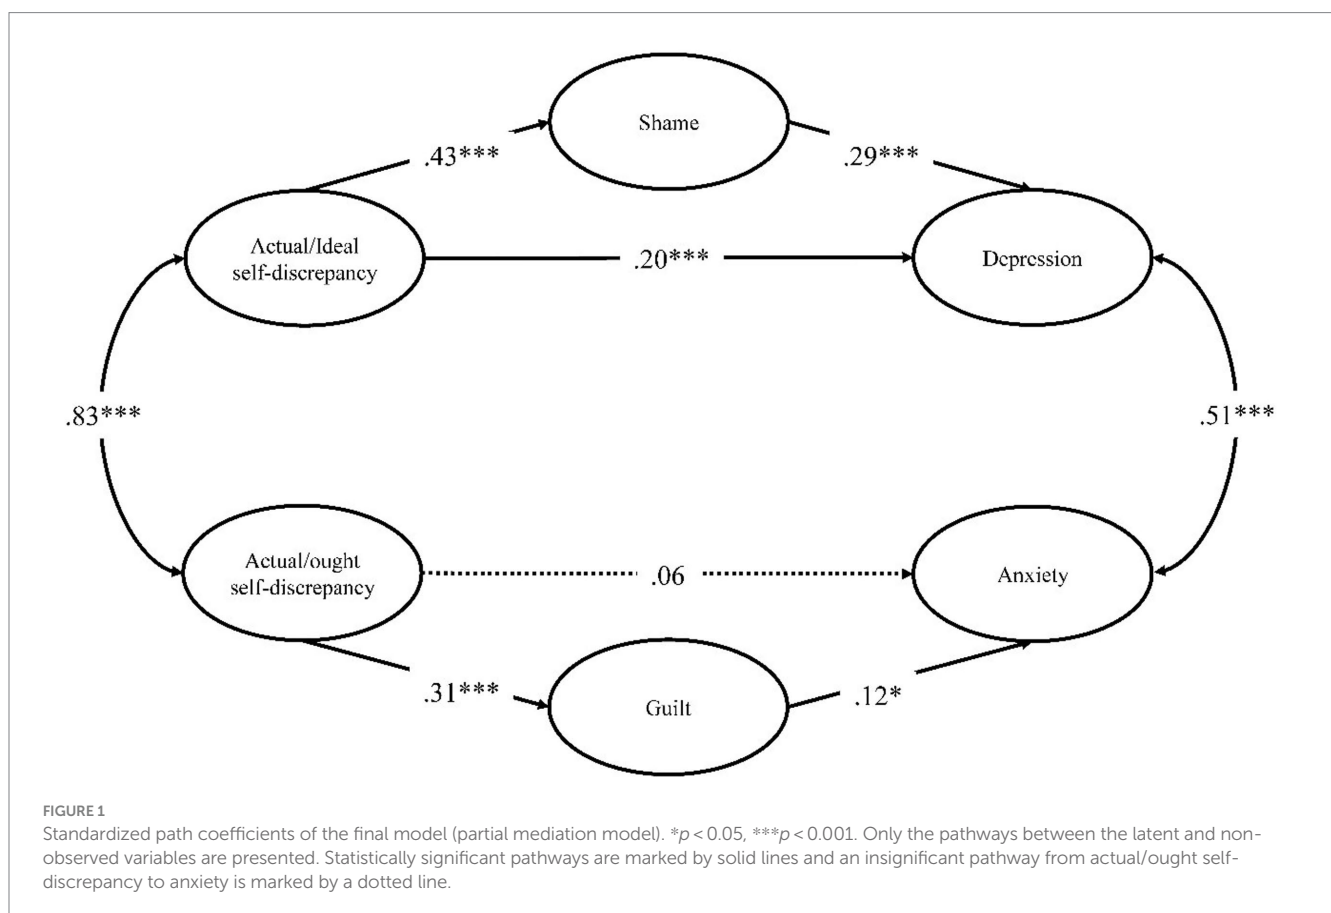 Shame
.43***
.29***
Actual/Ideal
self-discrepancy
.20***
Depression
.83***
.51***
Actual/ought
self-discrepancy
.06
Anxiety
.31***
Guilt
.12*
FIGURE 1
Standardized path coefficients of the final model (partial mediation model). *p < 0.05, ***p < 0.001. Only the pathways between the latent and non-
observed variables are presented. Statistically significant pathways are marked by solid lines and an insignificant pathway from actual/ought self-
discrepancy to anxiety is marked by a dotted line.